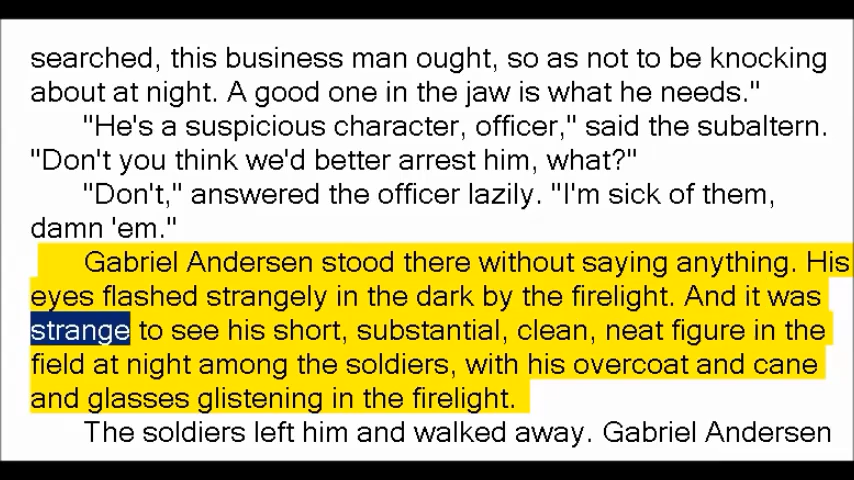 searched, this business man ought, so as not to be knocking
about at night. A good one in the jaw is what he needs."
"He's a suspicious character, officer," said the subaltern.
"Don't you think we'd better arrest him, what?"
"Don't," answered the officer lazily. "I'm sick of them,
damn 'em."
Gabriel Andersen stood there without saying anything. His
eyes flashed strangely in the dark by the firelight. And it was
strange to see his short, substantial, clean, neat figure in the
field at night among the soldiers, with his overcoat and cane
and glasses glistening in the firelight.
The soldiers left him and walked away. Gabriel Andersen